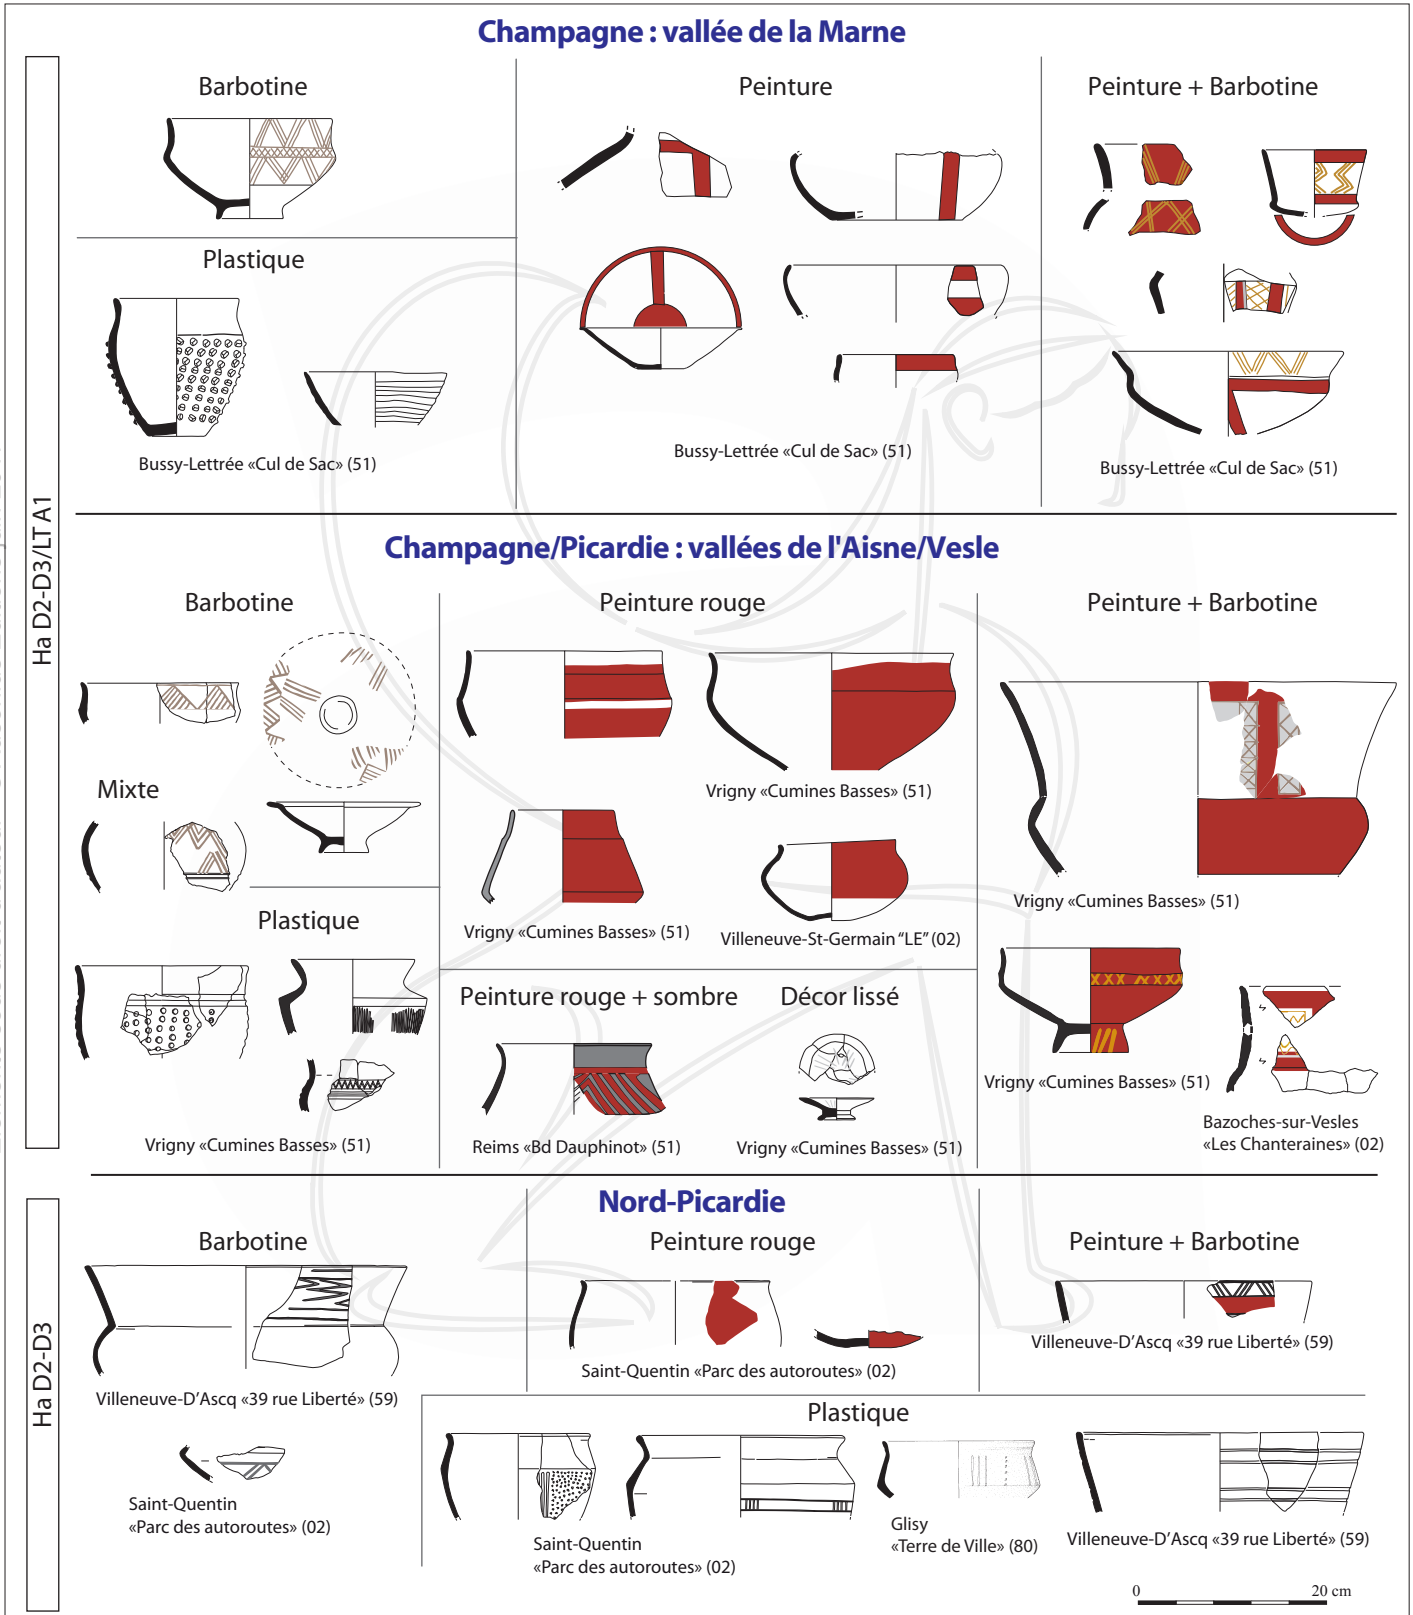 Champagne : vallée de la Marne
Barbotine
Peinture
Peinture + Barbotine
Plastique
Bussy-Lettrée «Cul de Sac» (51)
Bussy-Lettrée «Cul de Sac» (51)
Bussy-Lettrée «Cul de Sac» (51)
Ha D2-D3/LT A1
Champagne/Picardie : vallées de l'Aisne/Vesle
Barbotine
Peinture rouge
Peinture + Barbotine
Mixte
Vrigny «Cumines Basses» (51)
Plastique
Vrigny «Cumines Basses» (51)
Villeneuve-St-Germain “LE” (02)
Vrigny «Cumines Basses» (51)
Peinture rouge + sombre
Décor lissé
Vrigny «Cumines Basses» (51)
Bazoches-sur-Vesles
«Les Chanteraines» (02)
Vrigny «Cumines Basses» (51)
Reims «Bd Dauphinot» (51)
Vrigny «Cumines Basses» (51)
Nord-Picardie
Ha D2-D3
Barbotine
Peinture rouge
Peinture + Barbotine
Villeneuve-D'Ascq «39 rue Liberté» (59)
Saint-Quentin «Parc des autoroutes» (02)
Villeneuve-D'Ascq «39 rue Liberté» (59)
Plastique
Saint-Quentin
«Parc des autoroutes» (02)
Saint-Quentin
«Parc des autoroutes» (02)
Glisy
«Terre de Ville» (80)
Villeneuve-D'Ascq «39 rue Liberté» (59)
0 20 cm